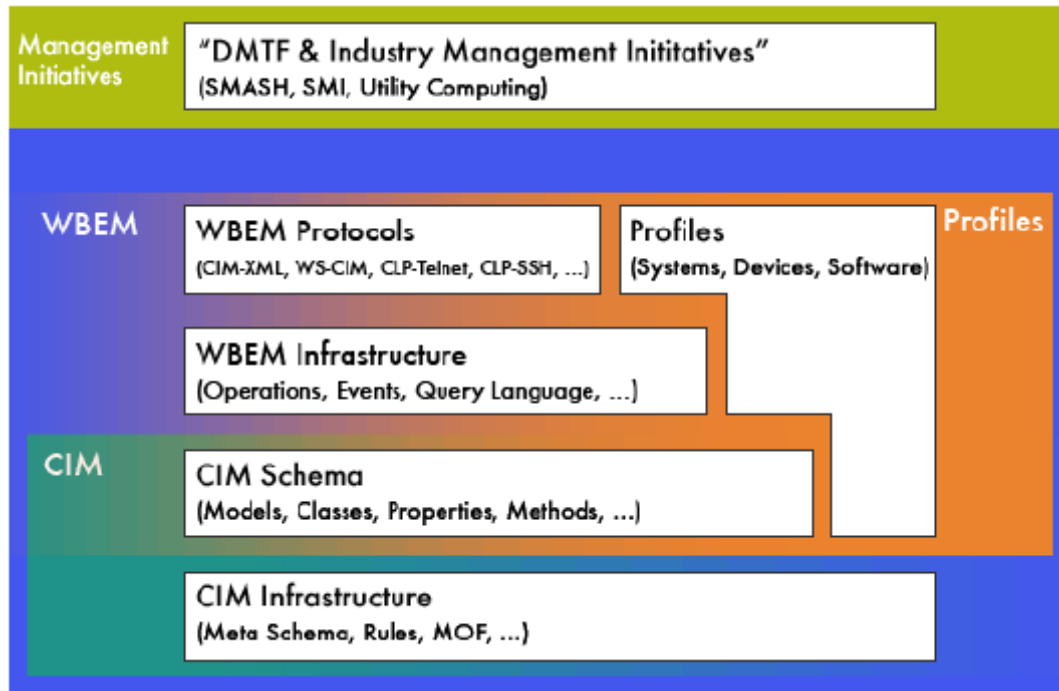 Management
Initiatives
“DMTF & Industry Management Inititatives”
(SMASH, SMI, Utility Computing)
WBEM
WBEM Protocols
(CIM-XML, WS-CIM, CLP-Telnet, CLP-SSH, ...)
Profiles
(Systems, Devices, Software)
Profiles
WBEM Infrastructure
(Operations, Events, Query Language, ...)
CIM
CIM Schema
(Models, Classes, Properties, Methods, ...)
CIM Infrastructure
(Meta Schema, Rules, MOF, ...)